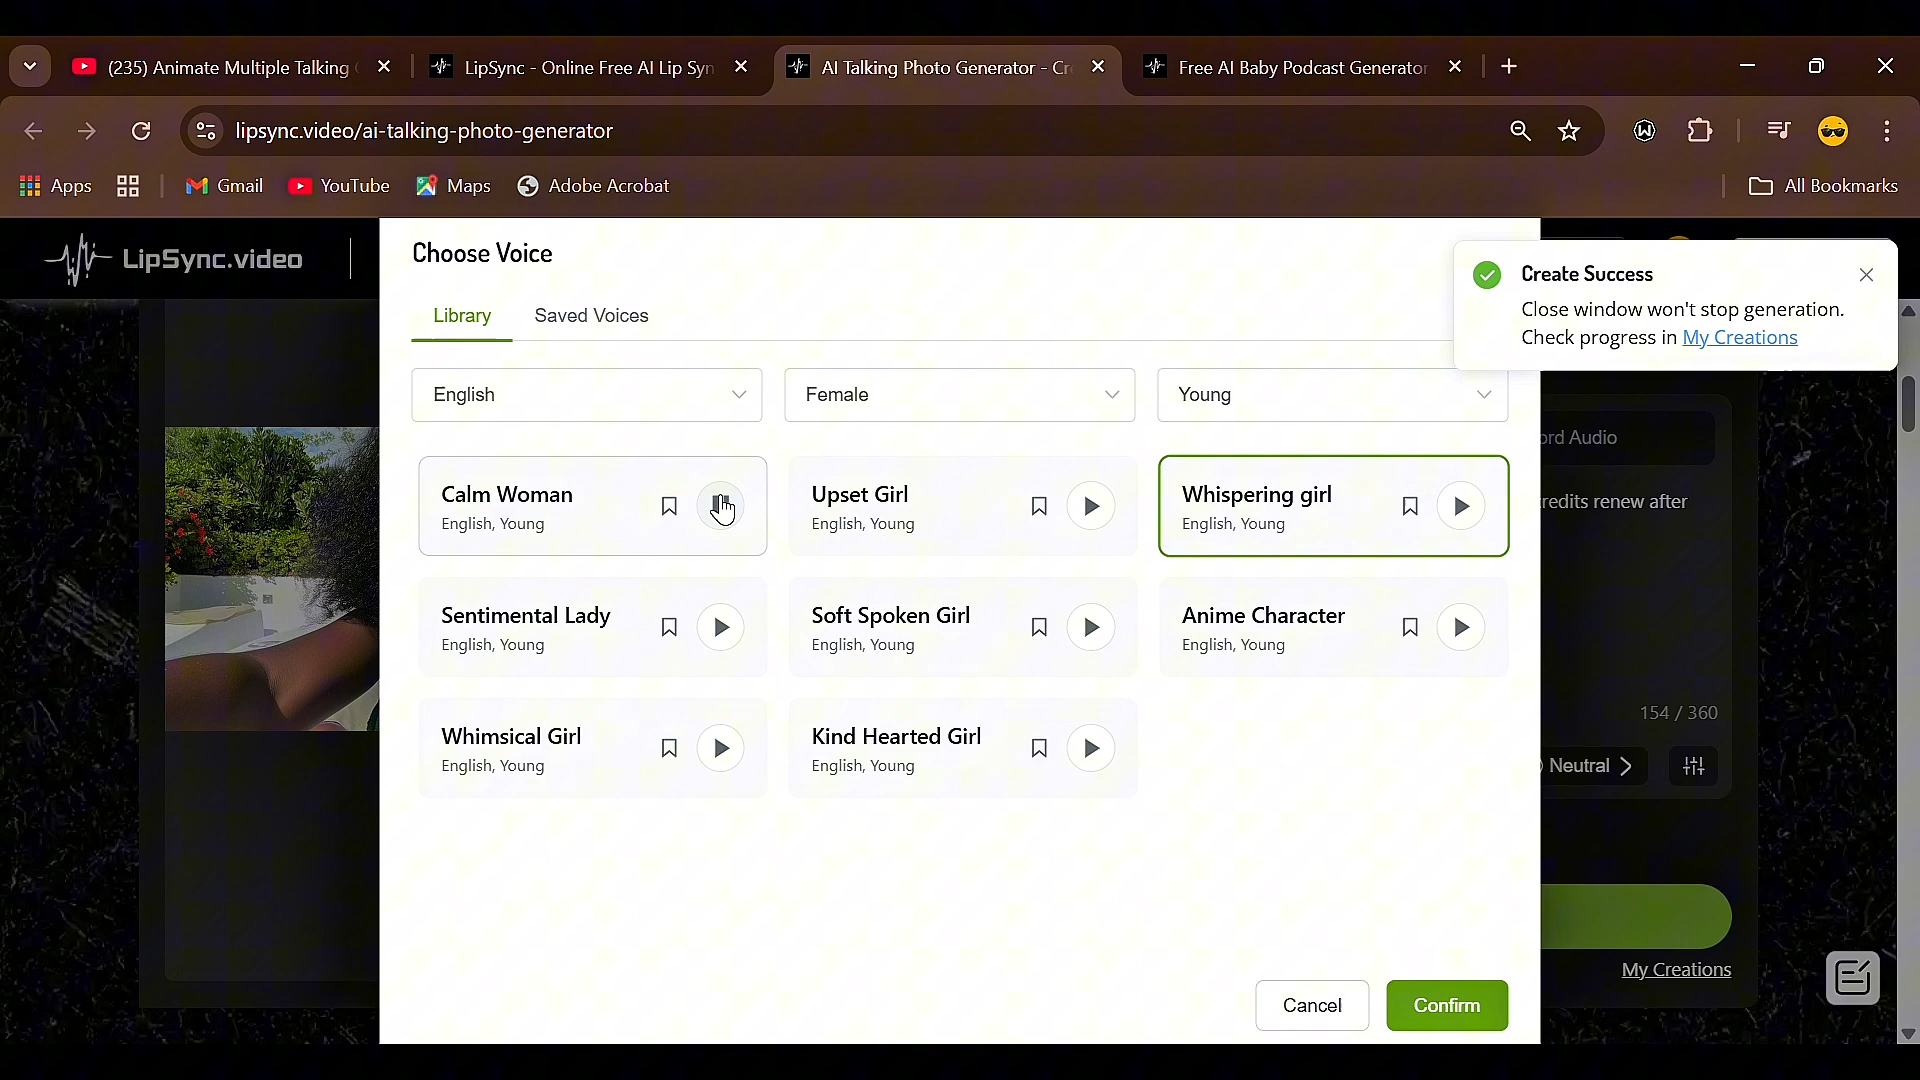 (235) Animate Multiple Talking
LipSync - Online Free AI Lip Syn
AI Talking Photo Generator - Cr
Free AI Baby Podcast Generator
lipsync.video/ai-talking-photo-generator
Apps
Gmail
YouTube
Maps
Adobe Acrobat
All Bookmarks
LipSync.video
Choose Voice
Create Success
Close window won't stop generation.
Check progress in My Creations
Library
Saved Voices
English
Female
Young
ord Audio
Calm Woman
English, Young
Upset Girl
English, Young
Whispering girl
English, Young
redits renew after
Sentimental Lady
English, Young
Soft Spoken Girl
English, Young
Anime Character
English, Young
154 / 360
Whimsical Girl
English, Young
Kind Hearted Girl
English, Young
Neutral
My Creations
Cancel
Confirm